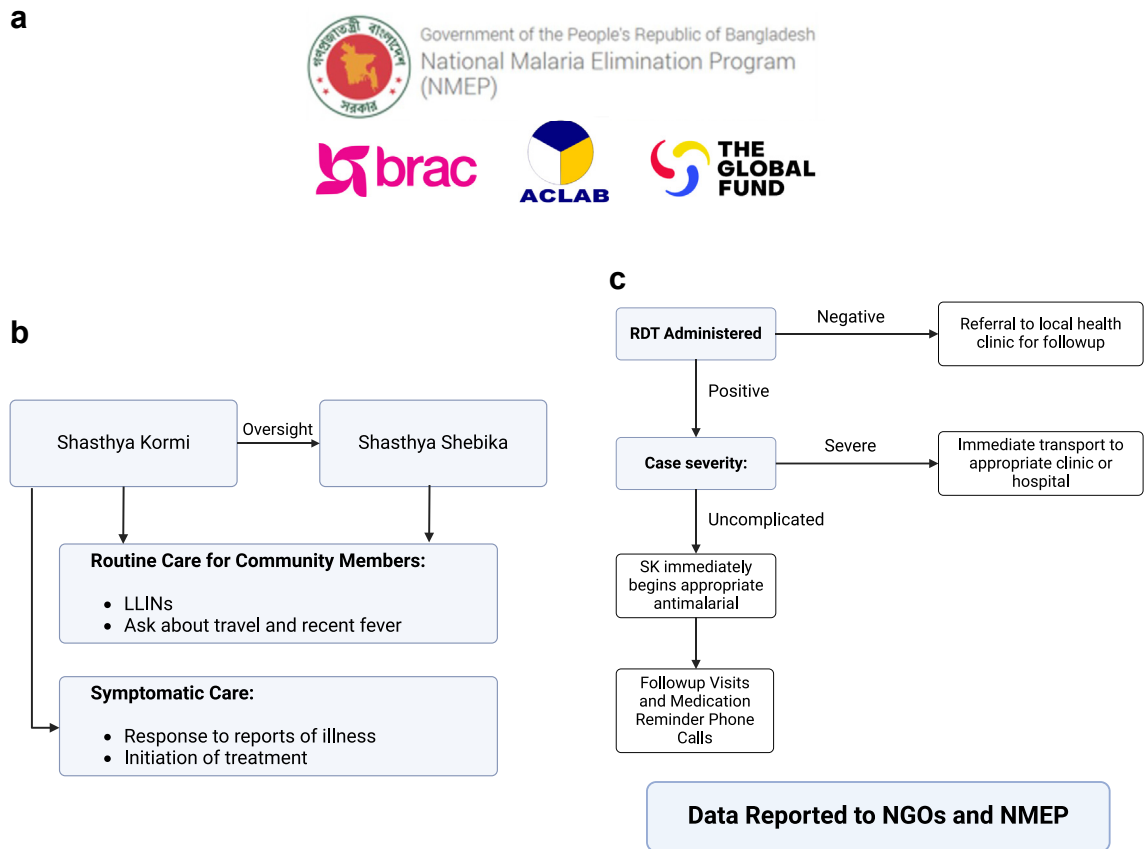 a
গণপ্রজাতন্ত্রী বাংলাদেশ
সরকার
Government of the People's Republic of Bangladesh
National Malaria Elimination Program
(NMEP)
brac
ACLAB
THE
GLOBAL
FUND
b
Shasthya Kormi
Oversight
Shasthya Shebika
Routine Care for Community Members:
• LLINs
• Ask about travel and recent fever
Symptomatic Care:
• Response to reports of illness
• Initiation of treatment
c
RDT Administered
Negative
Referral to local health
clinic for followup
Positive
Case severity:
Severe
Immediate transport to
appropriate clinic or
hospital
Uncomplicated
SK immediately
begins appropriate
antimalarial
Followup Visits
and Medication
Reminder Phone
Calls
Data Reported to NGOs and NMEP